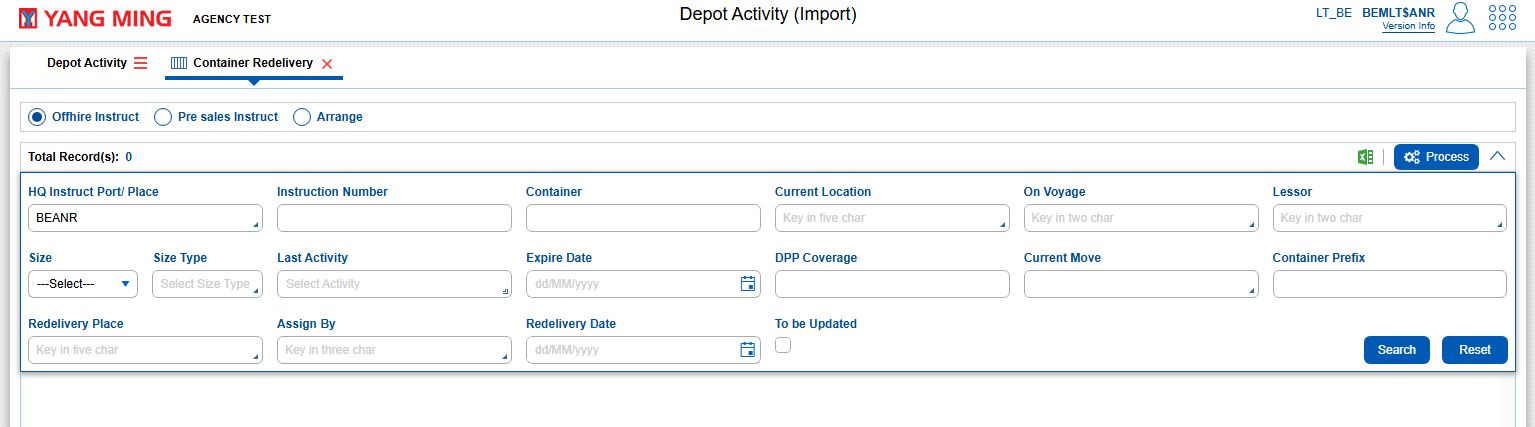 YANG MING AGENCY TEST Depot Activity (Import) LT_BE BEMLT$ANR
Version Info
Depot Activity Container Redelivery
Offhire Instruct Pre sales Instruct Arrange
Total Record(s): 0 Process
HQ Instruct Port/ Place Instruction Number Container Current Location On Voyage Lessor
BEANR Key in five char Key in two char Key in two char
Size Size Type Last Activity Expire Date DPP Coverage Current Move Container Prefix
---Select--- Select Size Type Select Activity dd/MM/yyyy
Redelivery Place Assign By Redelivery Date To be Updated
Key in five char Key in three char dd/MM/yyyy Search Reset